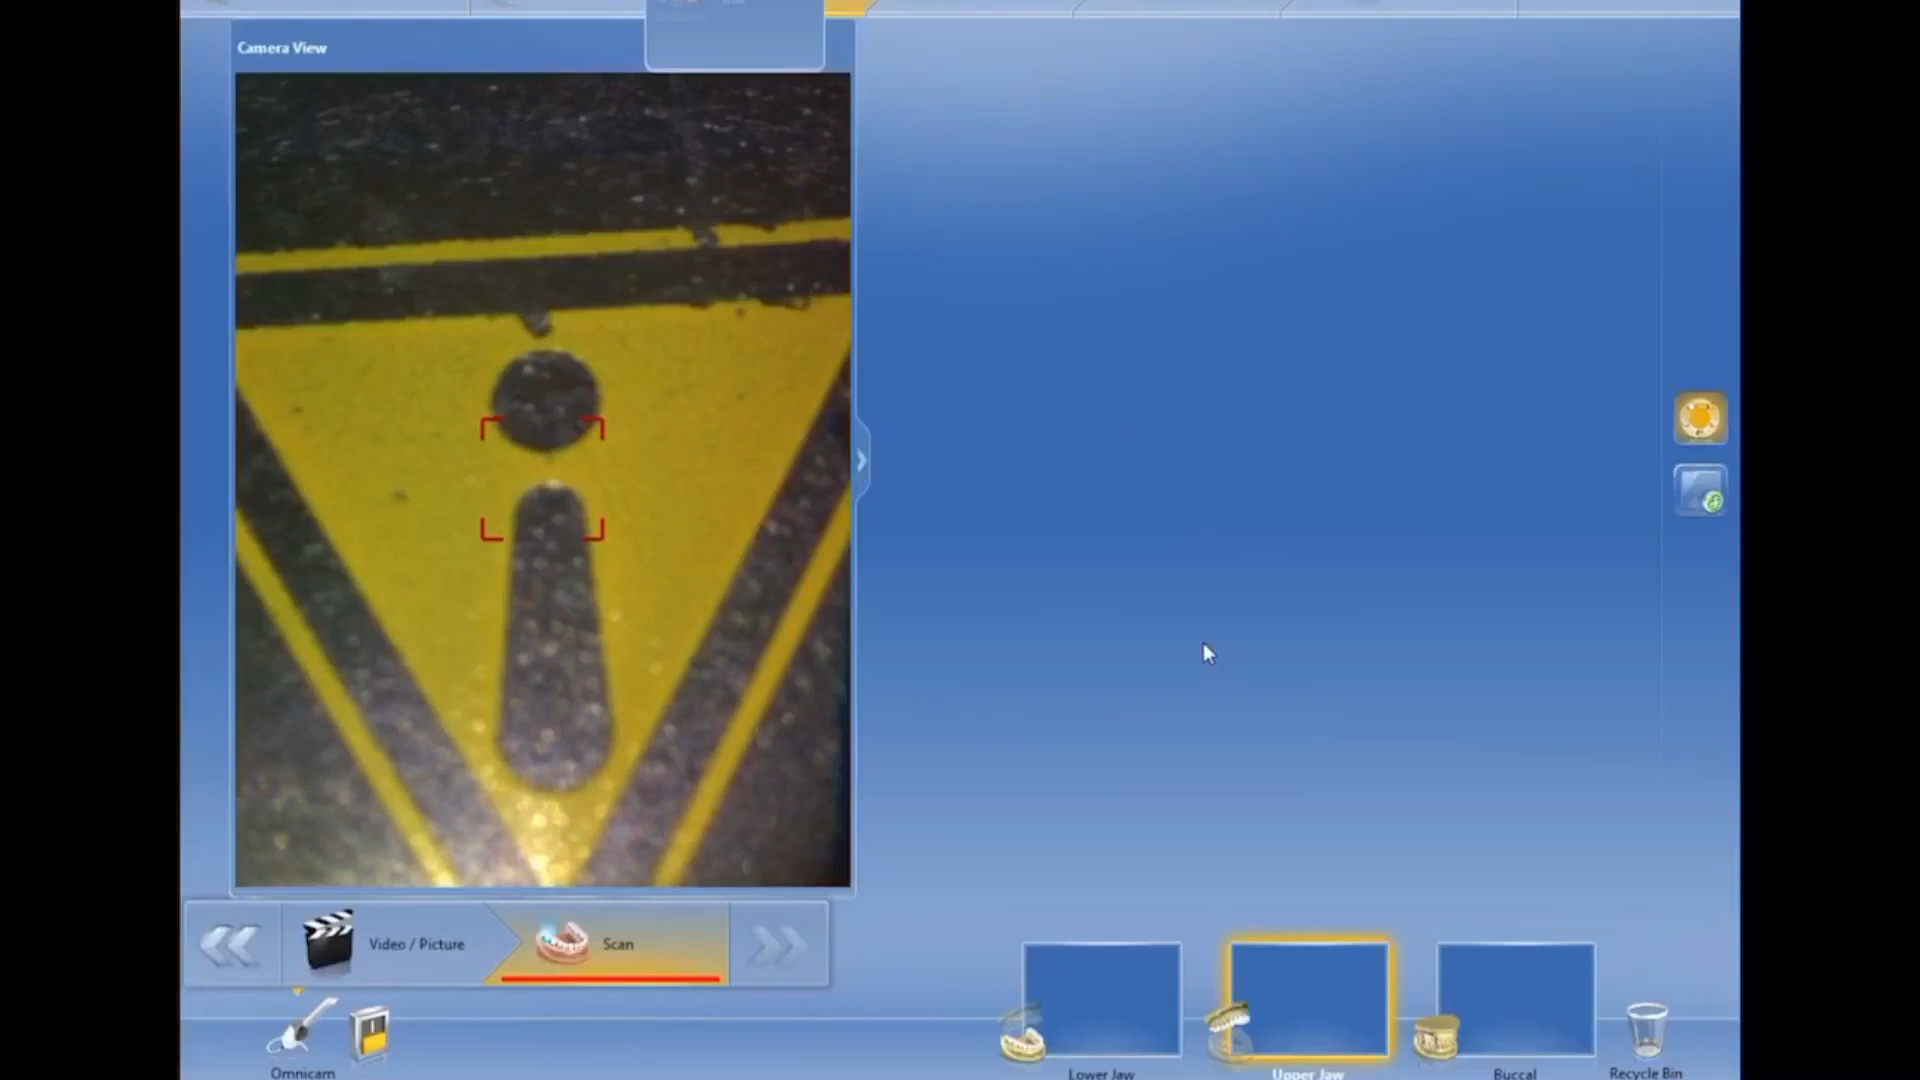 Camera View
Video / Picture
Scan
Omnicam
Lower Jaw
Upper Jaw
Buccal
Recycle Bin